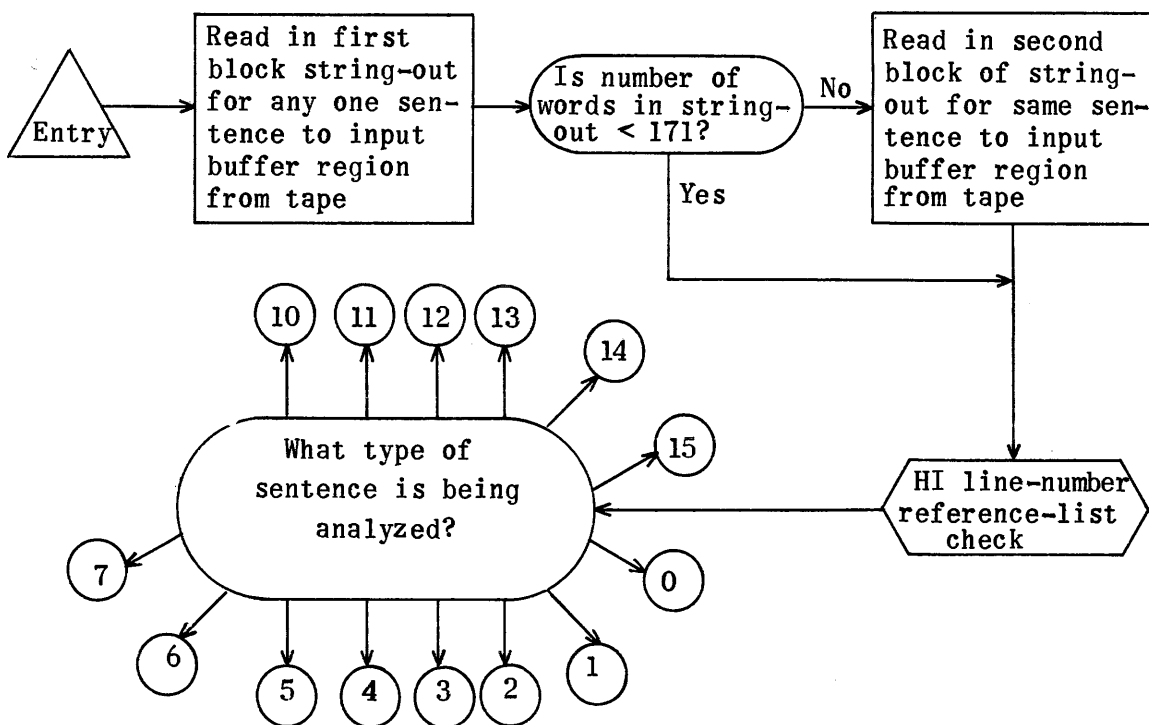 Entry
Read in first
block string-out
for any one sen-
tence to input
buffer region
from tape
Is number of
words in string-
out < 171?
No
Yes
Read in second
block of string-
out for same sen-
tence to input
buffer region
from tape
HI line-number
reference-list
check
What type of
sentence is being
analyzed?
10
11
12
13
14
15
0
1
2
3
4
5
6
7